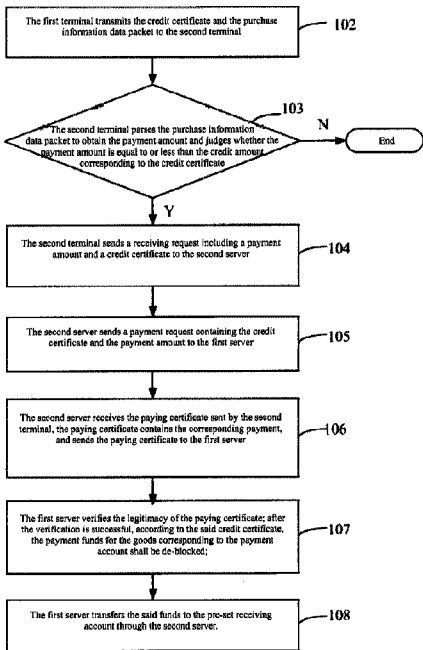 The first terminal transmits the credit certificate and the purchase
information data packet to the second terminal
102
103
The second terminal parses the purchase information
data packet to obtain the payment amount and judges whether the
payment amount is equal to or less than the credit amount
corresponding to the credit certificate
N
End
Y
The second terminal sends a receiving request including a payment
amount and a credit certificate to the second server
104
The second server sends a payment request containing the credit
certificate and the payment amount to the first server
105
The second server receives the paying certificate sent by the second
terminal, the paying certificate contains the corresponding payment,
and sends the paying certificate to the first server
106
The first server verifies the legitimacy of the paying certificate; after
the verification is successful, according to the said credit certificate,
the payment funds for the goods corresponding to the payment
account shall be de-blocked;
107
The first server transfers the said funds to the pre-set receiving
account through the second server.
108